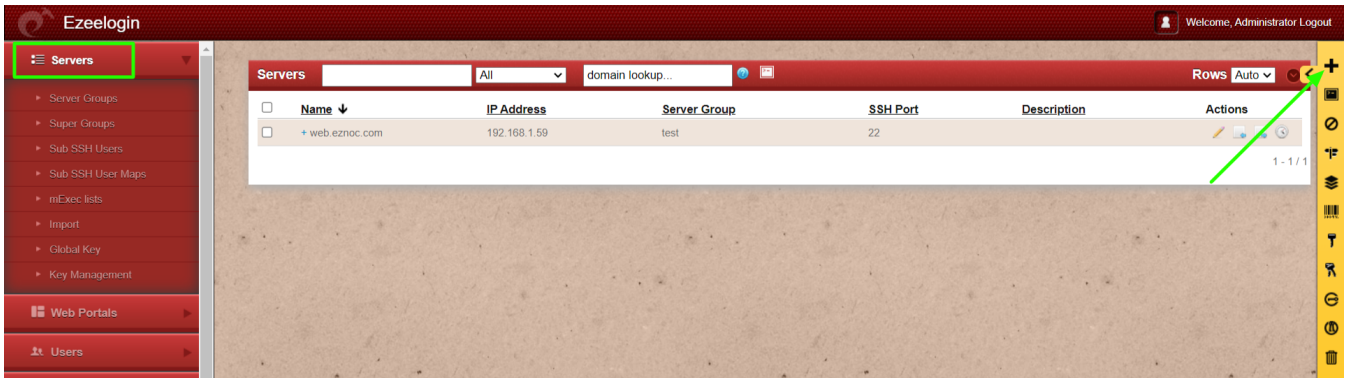 Ezeelogin
Welcome, Administrator Logout
Servers
Server Groups
Super Groups
Sub SSH Users
Sub SSH User Maps
mExec lists
Import
Global Key
Key Management
Web Portals
Users
Servers All domain lookup... Rows Auto
Name IP Address Server Group SSH Port Description Actions
+ web.eznoc.com 192.168.1.59 test 22
1 - 1 / 1